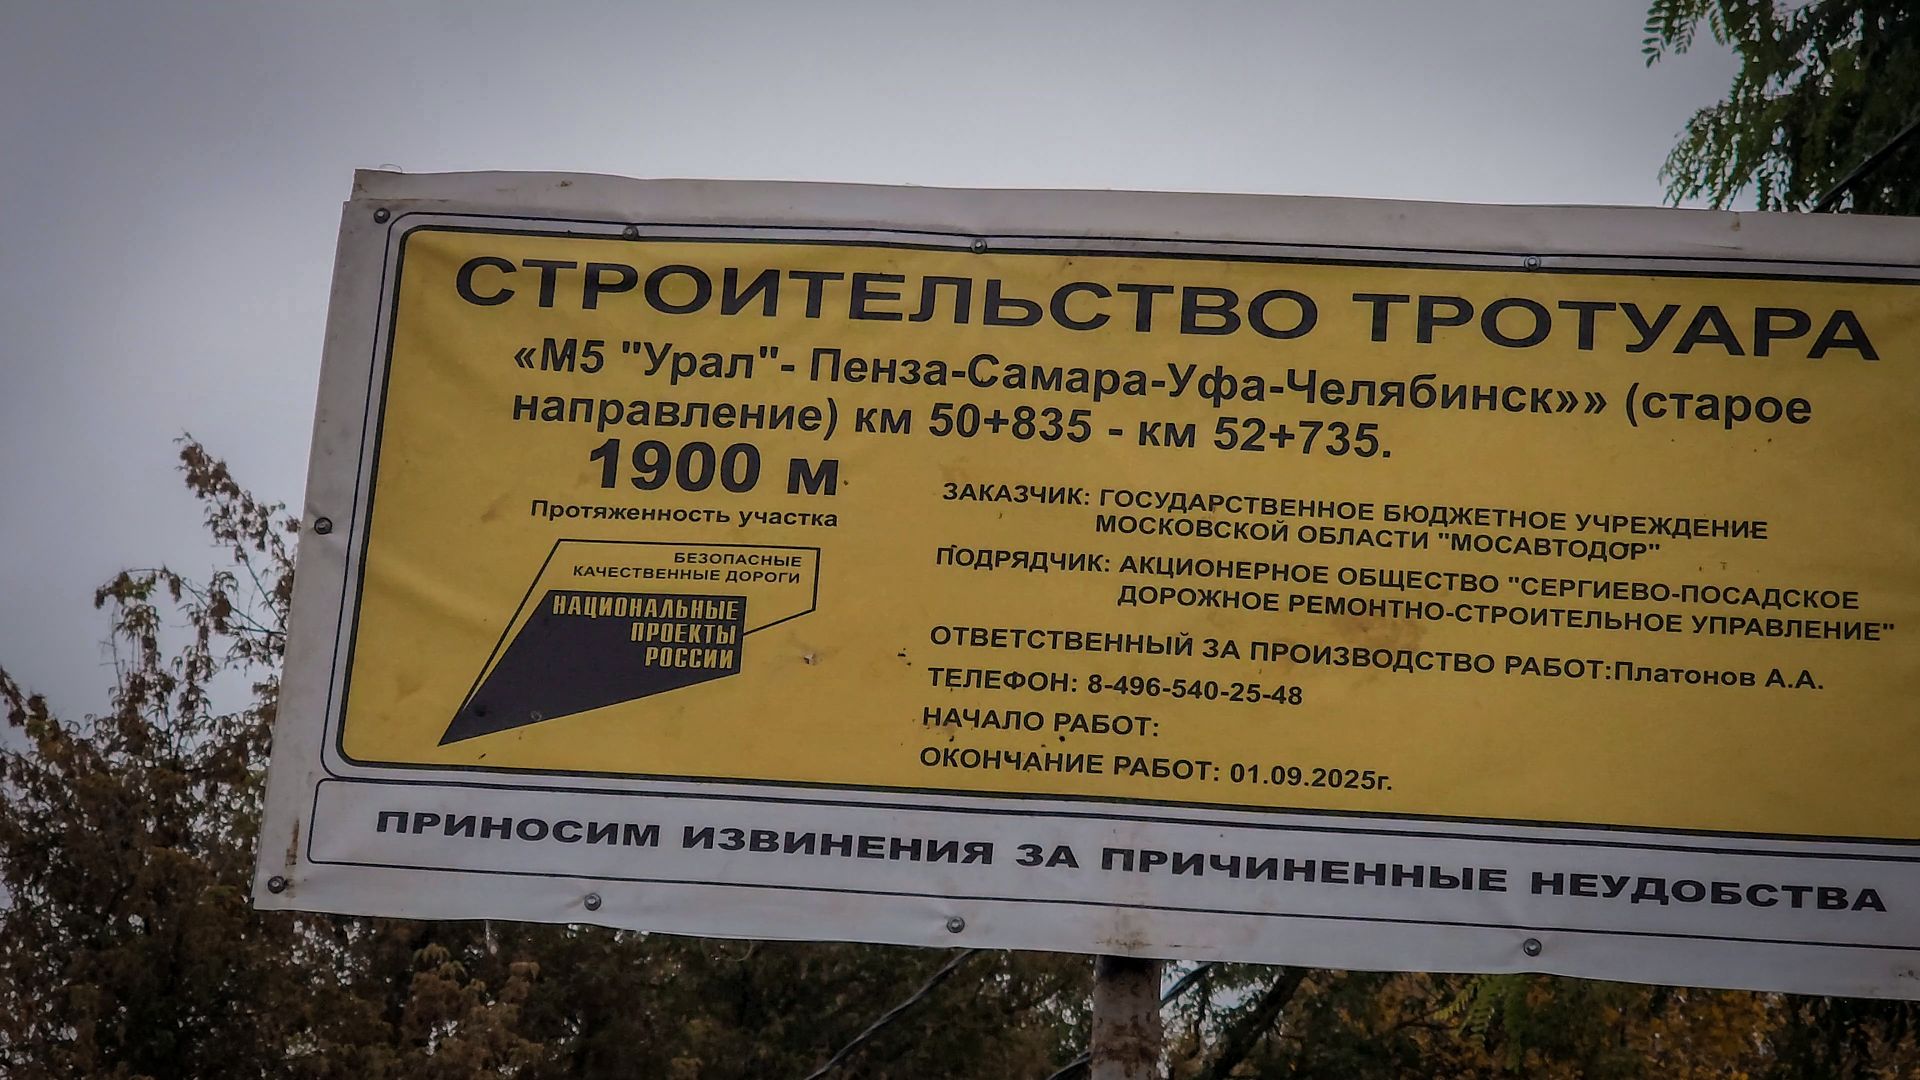 СТРОИТЕЛЬСТВО ТРОТУАРА
«М5 "Урал"- Пенза-Самара-Уфа-Челябинск»» (старое
направление) км 50+835 - км 52+735.
1900 м
Протяженность участка
БЕЗОПАСНЫЕ
КАЧЕСТВЕННЫЕ ДОРОГИ
НАЦИОНАЛЬНЫЕ
ПРОЕКТЫ
РОССИИ
ЗАКАЗЧИК: ГОСУДАРСТВЕННОЕ БЮДЖЕТНОЕ УЧРЕЖДЕНИЕ
МОСКОВСКОЙ ОБЛАСТИ "МОСАВТОДОР"
ПОДРЯДЧИК: АКЦИОНЕРНОЕ ОБЩЕСТВО "СЕРГИЕВО-ПОСАДСКОЕ
ДОРОЖНОЕ РЕМОНТНО-СТРОИТЕЛЬНОЕ УПРАВЛЕНИЕ"
ОТВЕТСТВЕННЫЙ ЗА ПРОИЗВОДСТВО РАБОТ:Платонов А.А.
ТЕЛЕФОН: 8-496-540-25-48
НАЧАЛО РАБОТ:
ОКОНЧАНИЕ РАБОТ: 01.09.2025г.
ПРИНОСИМ ИЗВИНЕНИЯ ЗА ПРИЧИНЕННЫЕ НЕУДОБСТВА